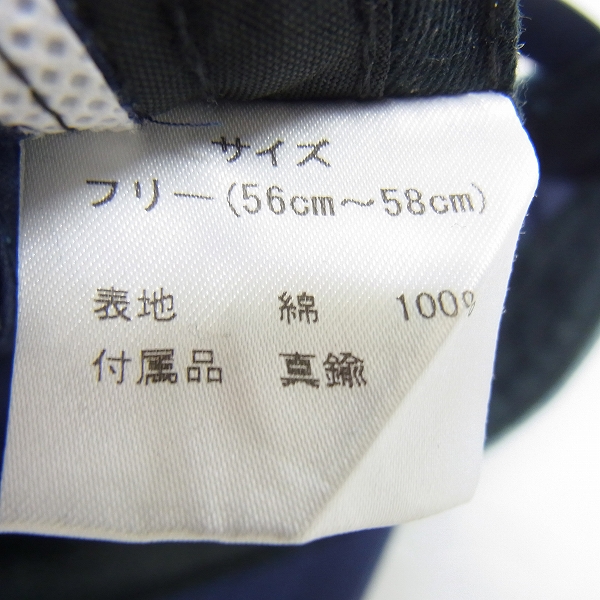 サイズ
フリー(56cm～58cm)
表地 綿 100%
付属品 真鍮